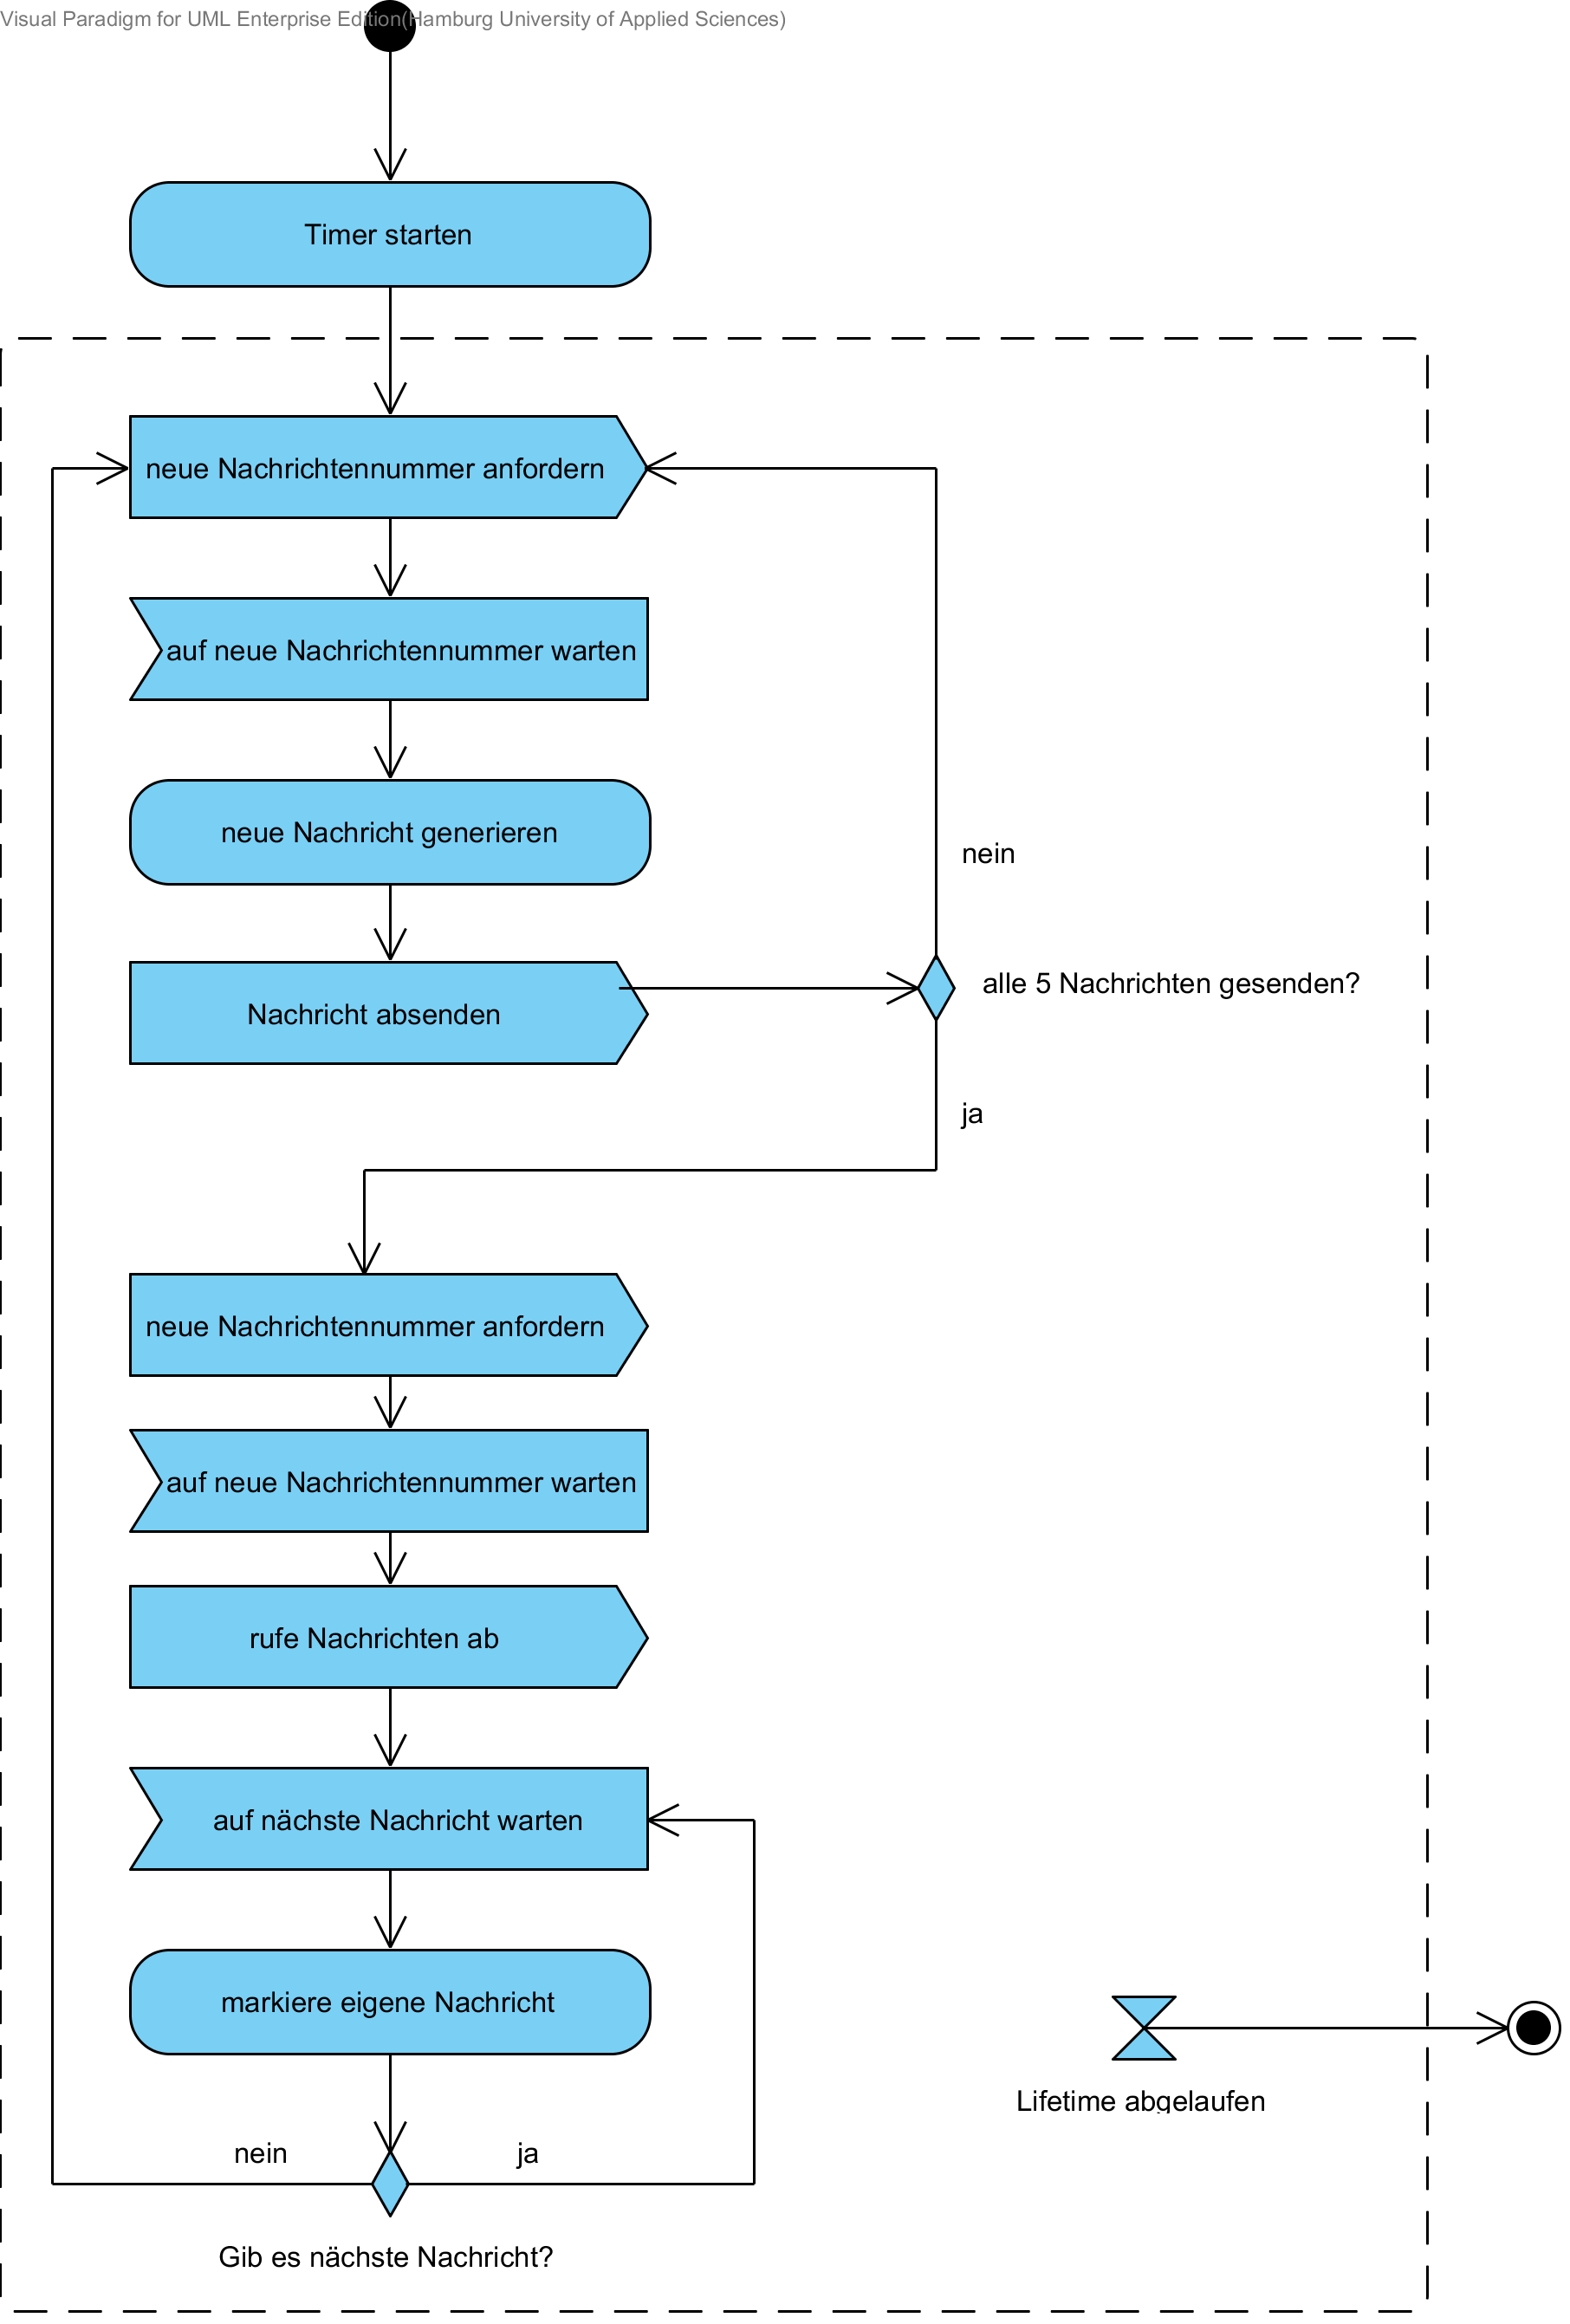 Visual Paradigm for UML Enterprise Edition(Hamburg University of Applied Sciences)
Timer starten
neue Nachrichtennummer anfordern
auf neue Nachrichtennummer warten
neue Nachricht generieren
nein
alle 5 Nachrichten gesenden?
Nachricht absenden
ja
neue Nachrichtennummer anfordern
auf neue Nachrichtennummer warten
rufe Nachrichten ab
auf nächste Nachricht warten
markiere eigene Nachricht
Lifetime abgelaufen
nein
ja
Gib es nächste Nachricht?